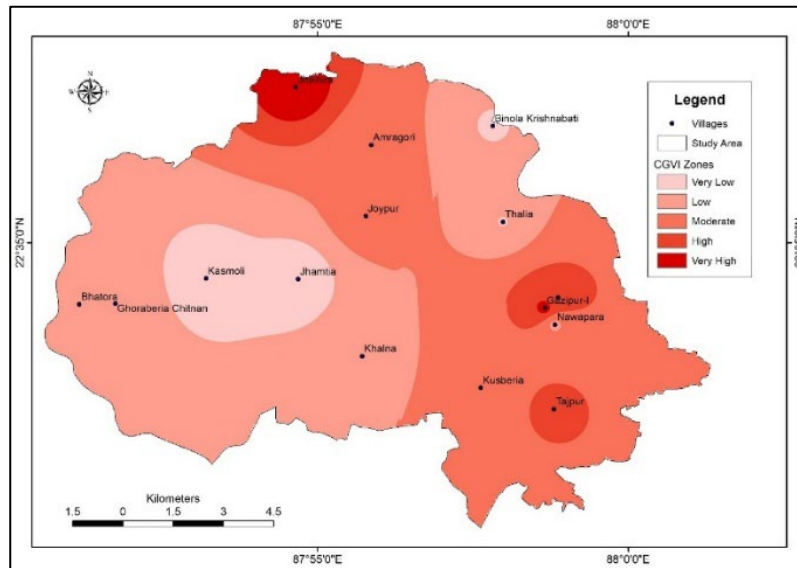 87°55'0"E 88°0'0"E
N
W E
S
Legend
Villages
Study Area
CGVI Zones
Very Low
Low
Moderate
High
Very High
Binola Krishnabati
Amragori
Thalia
Joypur
22°35'0"N
Kasmoli
Jhamtia
Bhatora
Ghoraberia Chitnan
Gazipur-I
Nawapara
Khalna
Kusberia
Tajpur
Kilometers
1.5 0 1.5 3 4.5
87°55'0"E 88°0'0"E